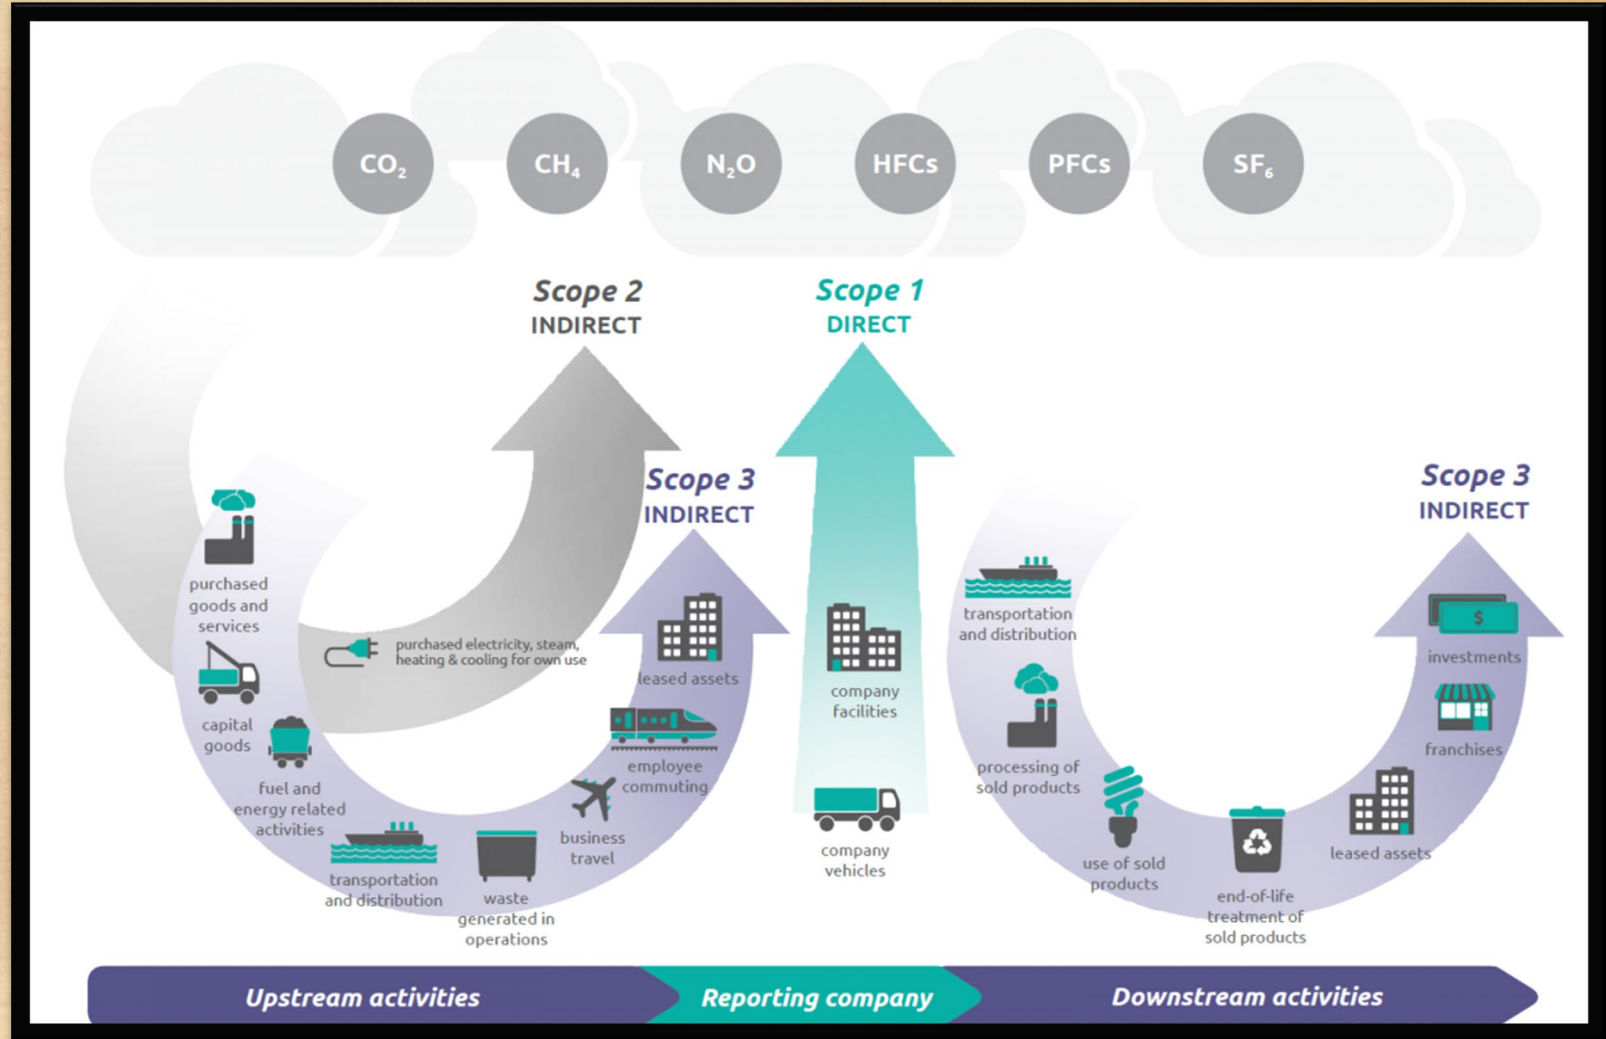 CO₂
CH₄
N₂O
HFCs
PFCs
SF₆
Scope 2
INDIRECT
Scope 1
DIRECT
Scope 3
INDIRECT
Scope 3
INDIRECT
purchased
goods and
services
capital
goods
fuel and
energy related
activities
transportation
and distribution
waste
generated in
operations
business
travel
employee
commuting
leased assets
purchased electricity, steam,
heating & cooling for own use
company
facilities
company
vehicles
transportation
and distribution
processing of
sold products
use of sold
products
end-of-life
treatment of
sold products
leased assets
franchises
investments
$
Upstream activities
Reporting company
Downstream activities